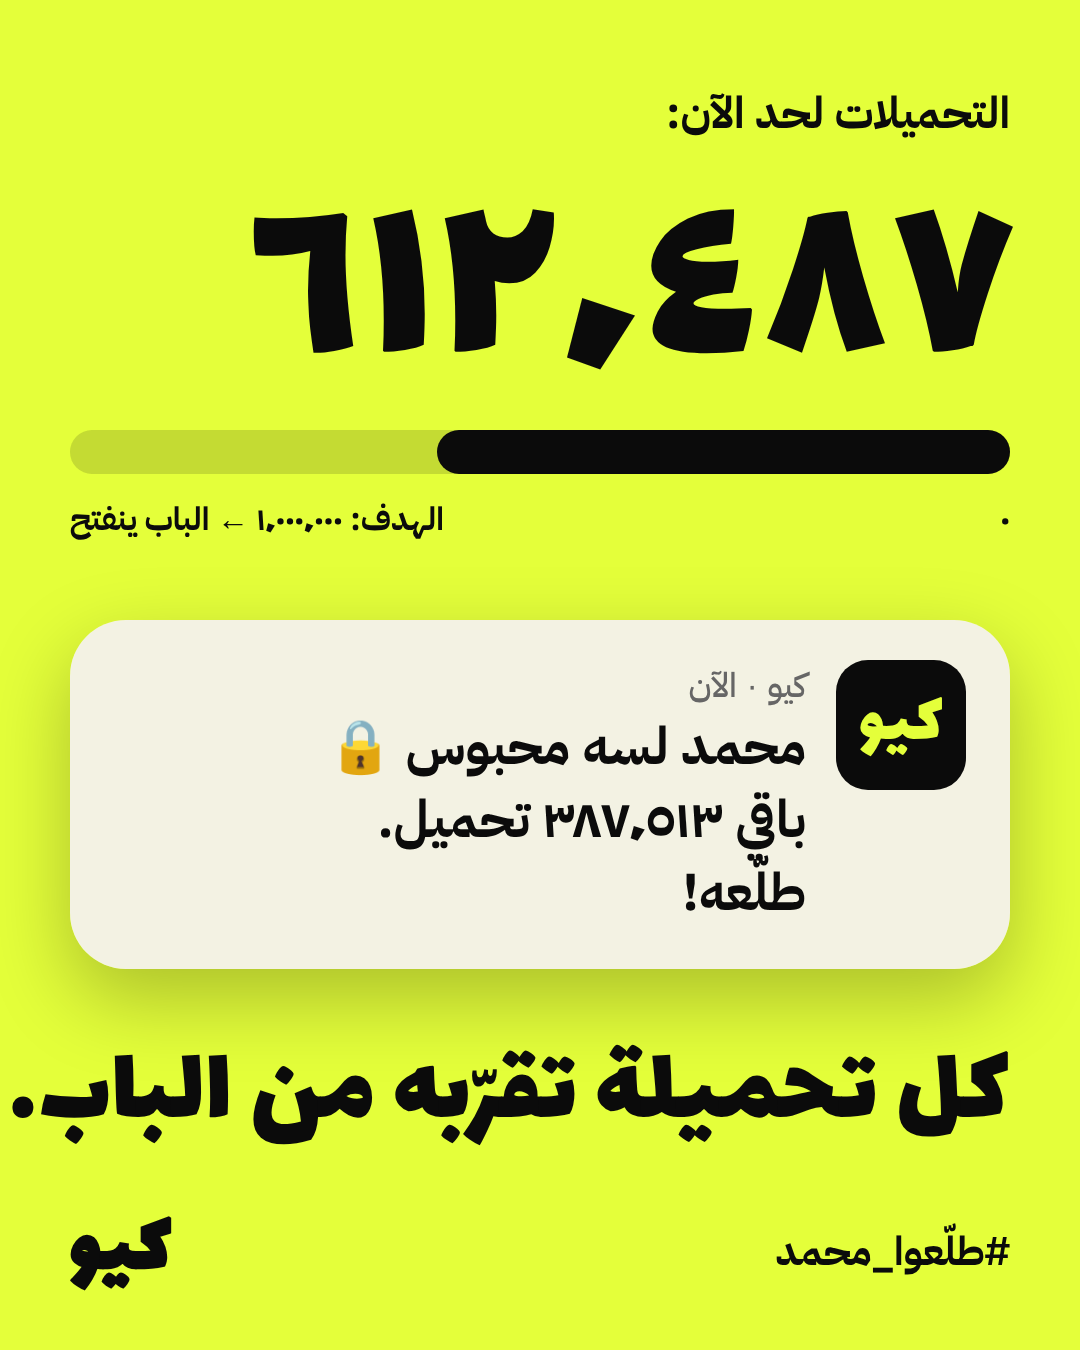 التحميلات لحد الآن:
٦١٢,٤٨٧
٠
الهدف: ١,٠٠٠,٠٠٠ ← الباب ينفتح
كيو
كيو · الآن
محمد لسه محبوس 🔒
باقي ٣٨٧,٥١٣ تحميل.
طلّعه!
كل تحميلة تقرّبه من الباب.
#طلّعوا_محمد
كيو